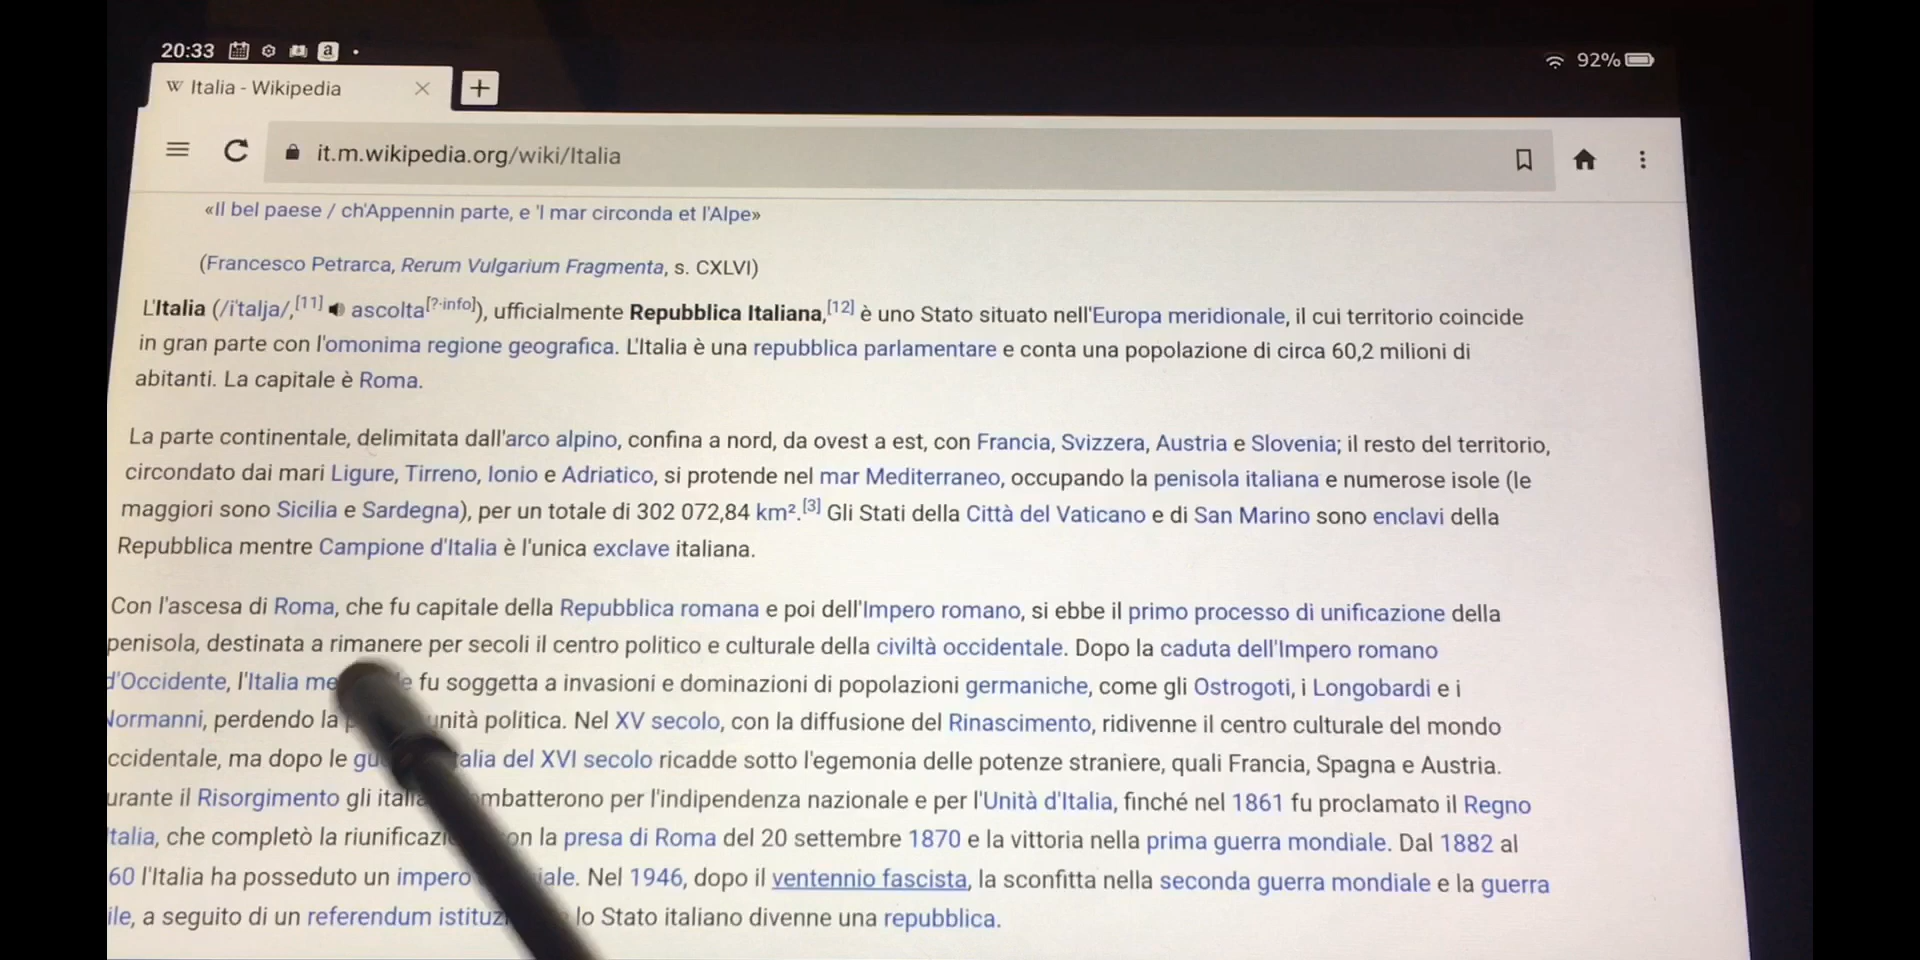 20:33
92%
W Italia - Wikipedia
it.m.wikipedia.org/wiki/Italia
«Il bel paese / ch'Appennin parte, e 'l mar circonda et l'Alpe»
(Francesco Petrarca, Rerum Vulgarium Fragmenta, s. CXLVI)
L'Italia (/iˈtalja/,[11] ascolta[?·info]), ufficialmente Repubblica Italiana,[12] è uno Stato situato nell'Europa meridionale, il cui territorio coincide
in gran parte con l'omonima regione geografica. L'Italia è una repubblica parlamentare e conta una popolazione di circa 60,2 milioni di
abitanti. La capitale è Roma.
La parte continentale, delimitata dall'arco alpino, confina a nord, da ovest a est, con Francia, Svizzera, Austria e Slovenia; il resto del territorio,
circondato dai mari Ligure, Tirreno, Ionio e Adriatico, si protende nel mar Mediterraneo, occupando la penisola italiana e numerose isole (le
maggiori sono Sicilia e Sardegna), per un totale di 302 072,84 km².[3] Gli Stati della Città del Vaticano e di San Marino sono enclavi della
Repubblica mentre Campione d'Italia è l'unica exclave italiana.
Con l'ascesa di Roma, che fu capitale della Repubblica romana e poi dell'Impero romano, si ebbe il primo processo di unificazione della
penisola, destinata a rimanere per secoli il centro politico e culturale della civiltà occidentale. Dopo la caduta dell'Impero romano
d'Occidente, l'Italia fu soggetta a invasioni e dominazioni di popolazioni germaniche, come gli Ostrogoti, i Longobardi e i
Normanni, perdendo la unità politica. Nel XV secolo, con la diffusione del Rinascimento, ridivenne il centro culturale del mondo
ccidentale, ma dopo le talia del XVI secolo ricadde sotto l'egemonia delle potenze straniere, quali Francia, Spagna e Austria.
urante il Risorgimento gli mbatterono per l'indipendenza nazionale e per l'Unità d'Italia, finché nel 1861 fu proclamato il Regno
talia, che completò la riunificazi on la presa di Roma del 20 settembre 1870 e la vittoria nella prima guerra mondiale. Dal 1882 al
60 l'Italia ha posseduto un impero iale. Nel 1946, dopo il ventennio fascista, la sconfitta nella seconda guerra mondiale e la guerra
ile, a seguito di un referendum istituz lo Stato italiano divenne una repubblica.